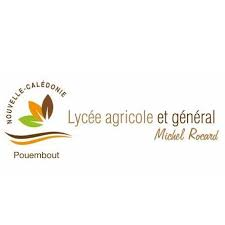 NOUVELLE-CALÉDONIE
Lycée agricole et général
Michel Rocard
Pouembout